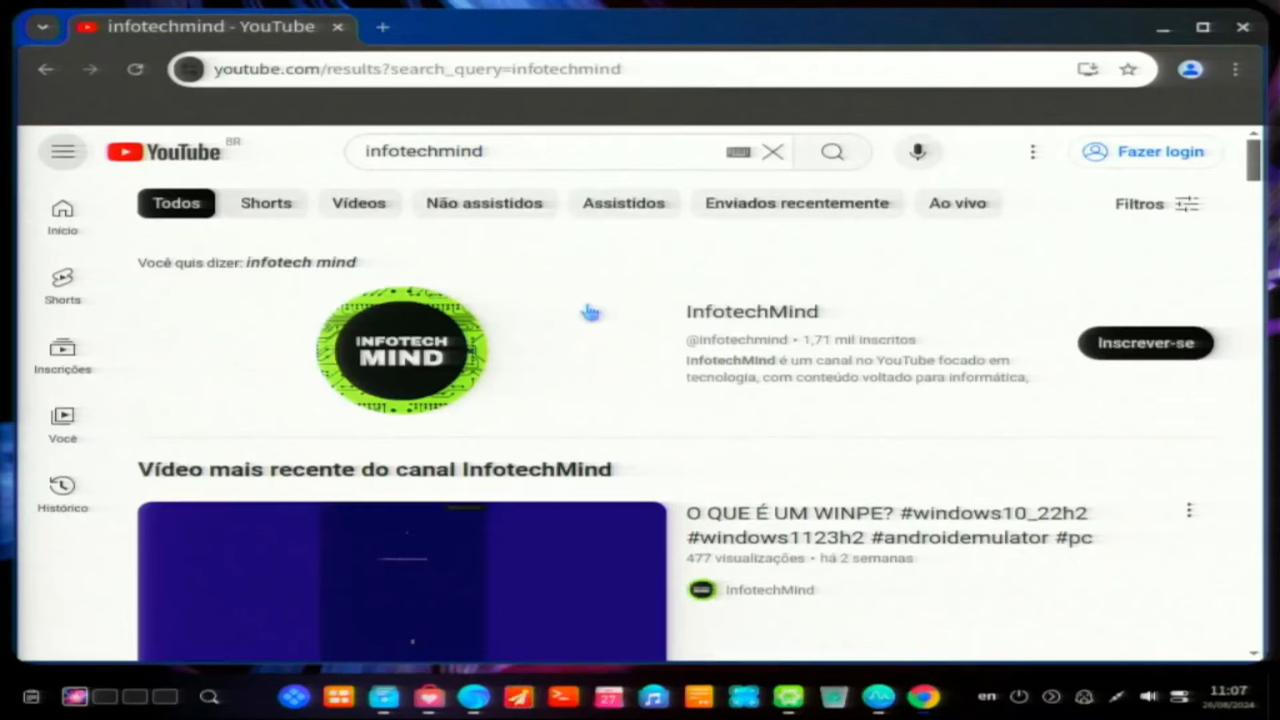 infotechmind - YouTube
youtube.com/results?search_query=infotechmind
YouTube BR
infotechmind
Fazer login
Todos
Shorts
Vídeos
Não assistidos
Assistidos
Enviados recentemente
Ao vivo
Filtros
Início
Shorts
Inscrições
Você
Histórico
Você quis dizer: infotech mind
INFOTECH
MIND
InfotechMind
@infotechmind • 1,71 mil inscritos
InfotechMind é um canal no YouTube focado em
tecnologia, com conteúdo voltado para informática,
Inscrever-se
Vídeo mais recente do canal InfotechMind
O QUE É UM WINPE? #windows10_22h2
#windows1123h2 #androidemulator #pc
477 visualizações • há 2 semanas
InfotechMind
27
en
11:07
26/08/2024